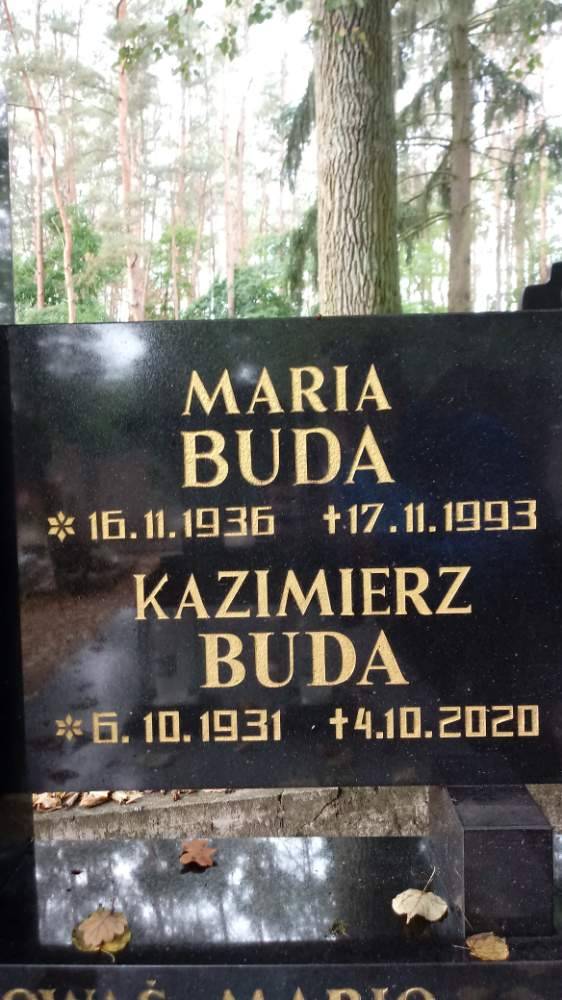 MARIA
BUDA
* 16.11.1936 †17.11.1993
KAZIMIERZ
BUDA
* 6.10.1931 †4.10.2020